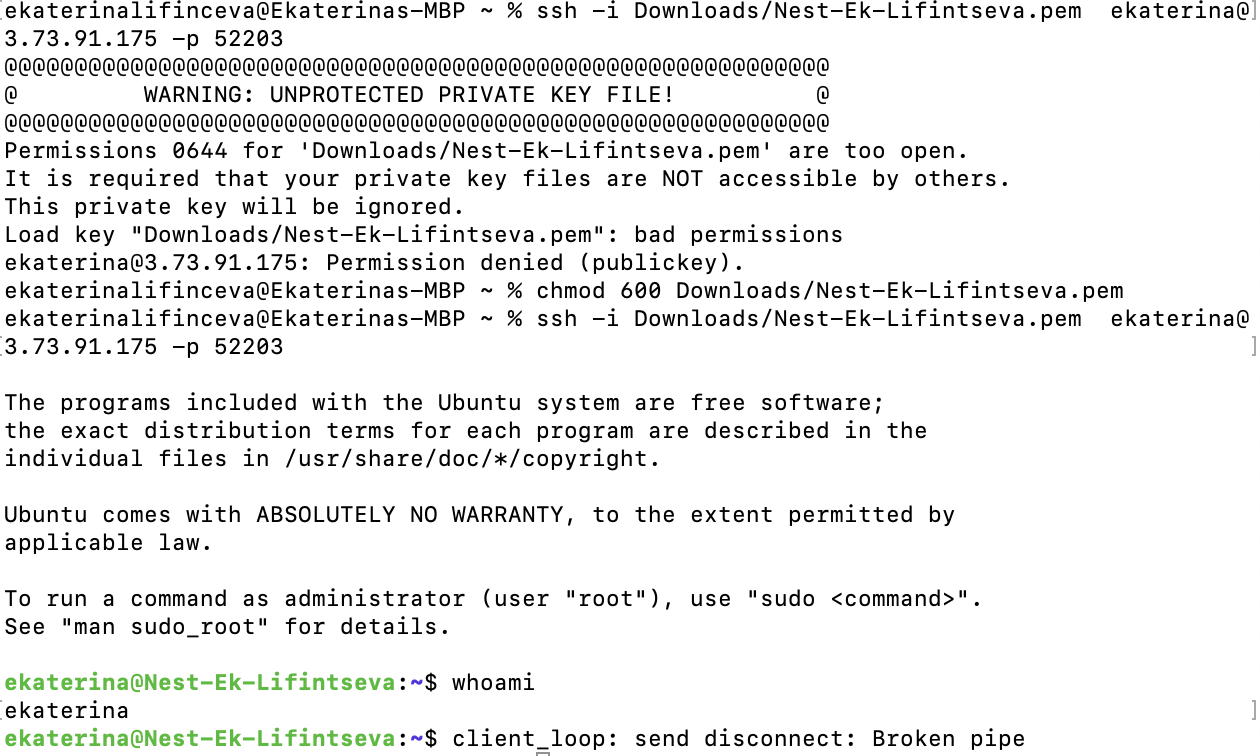 ekaterinalifinceva@Ekaterinas-MBP ~ % ssh -i Downloads/Nest-Ek-Lifintseva.pem  ekaterina@
3.73.91.175 -p 52203
@@@@@@@@@@@@@@@@@@@@@@@@@@@@@@@@@@@@@@@@@@@@@@@@@@@@@@@@@@@
@         WARNING: UNPROTECTED PRIVATE KEY FILE!          @
@@@@@@@@@@@@@@@@@@@@@@@@@@@@@@@@@@@@@@@@@@@@@@@@@@@@@@@@@@@
Permissions 0644 for 'Downloads/Nest-Ek-Lifintseva.pem' are too open.
It is required that your private key files are NOT accessible by others.
This private key will be ignored.
Load key "Downloads/Nest-Ek-Lifintseva.pem": bad permissions
ekaterina@3.73.91.175: Permission denied (publickey).
ekaterinalifinceva@Ekaterinas-MBP ~ % chmod 600 Downloads/Nest-Ek-Lifintseva.pem
ekaterinalifinceva@Ekaterinas-MBP ~ % ssh -i Downloads/Nest-Ek-Lifintseva.pem  ekaterina@
3.73.91.175 -p 52203
The programs included with the Ubuntu system are free software;
the exact distribution terms for each program are described in the
individual files in /usr/share/doc/*/copyright.
Ubuntu comes with ABSOLUTELY NO WARRANTY, to the extent permitted by
applicable law.
To run a command as administrator (user "root"), use "sudo <command>".
See "man sudo_root" for details.
ekaterina@Nest-Ek-Lifintseva:~$ whoami
ekaterina
ekaterina@Nest-Ek-Lifintseva:~$ client_loop: send disconnect: Broken pipe